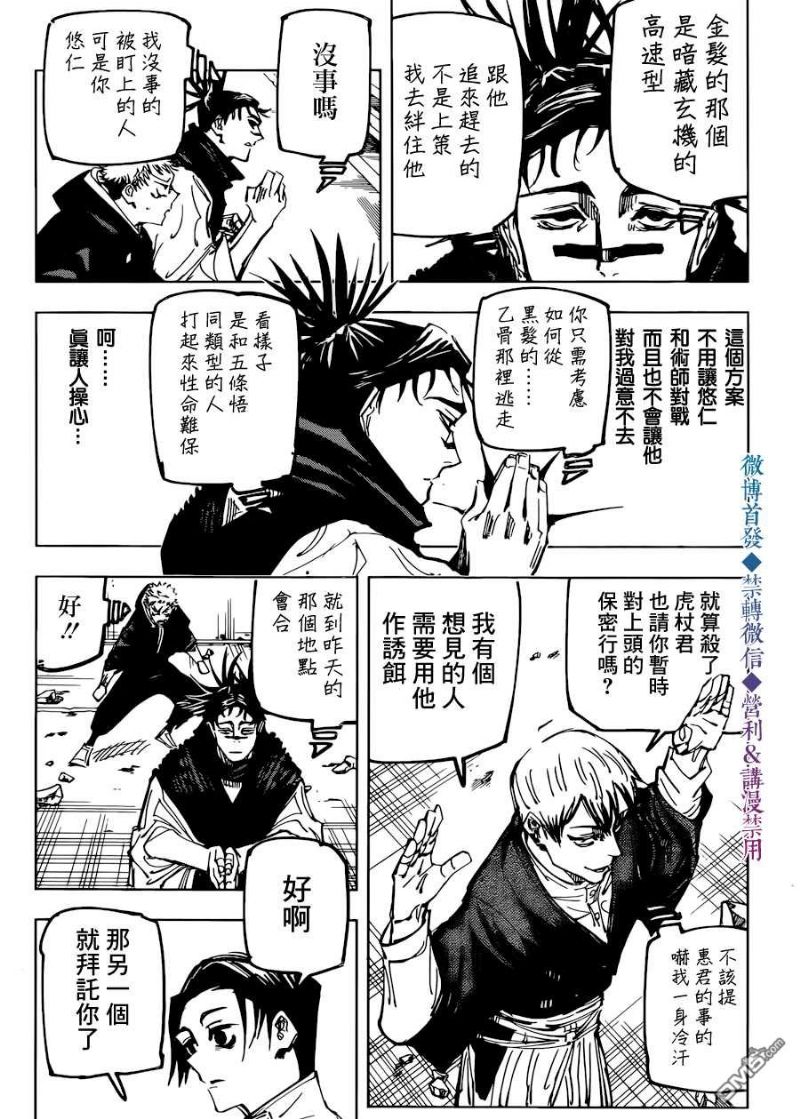 金髮的那個
是暗藏玄機的
高速型
跟他
追來趕去的
不是上策
我去絆住他
沒事嗎
我沒事的
被盯上的人
可是你
悠仁
這個方案
不用讓悠仁
和術師對戰
而且也不會讓他
對我過意不去
你只需考慮
如何從
黑髮的……
乙骨那裡逃走
看樣子
是和五條悟
同類型的人
打起來性命難保
呵……
真讓人操心…
就算殺了
虎杖君
也請你暫時
對上頭的
保密行嗎?
我有個
想見的人
需要用他
作誘餌
不該提
惠君的事的
嚇我一身冷汗
就到昨天的
那個地點
會合
好!!
好啊
那另一個
就拜託你了
微博首發◆禁轉微信◆營利&講漫禁用